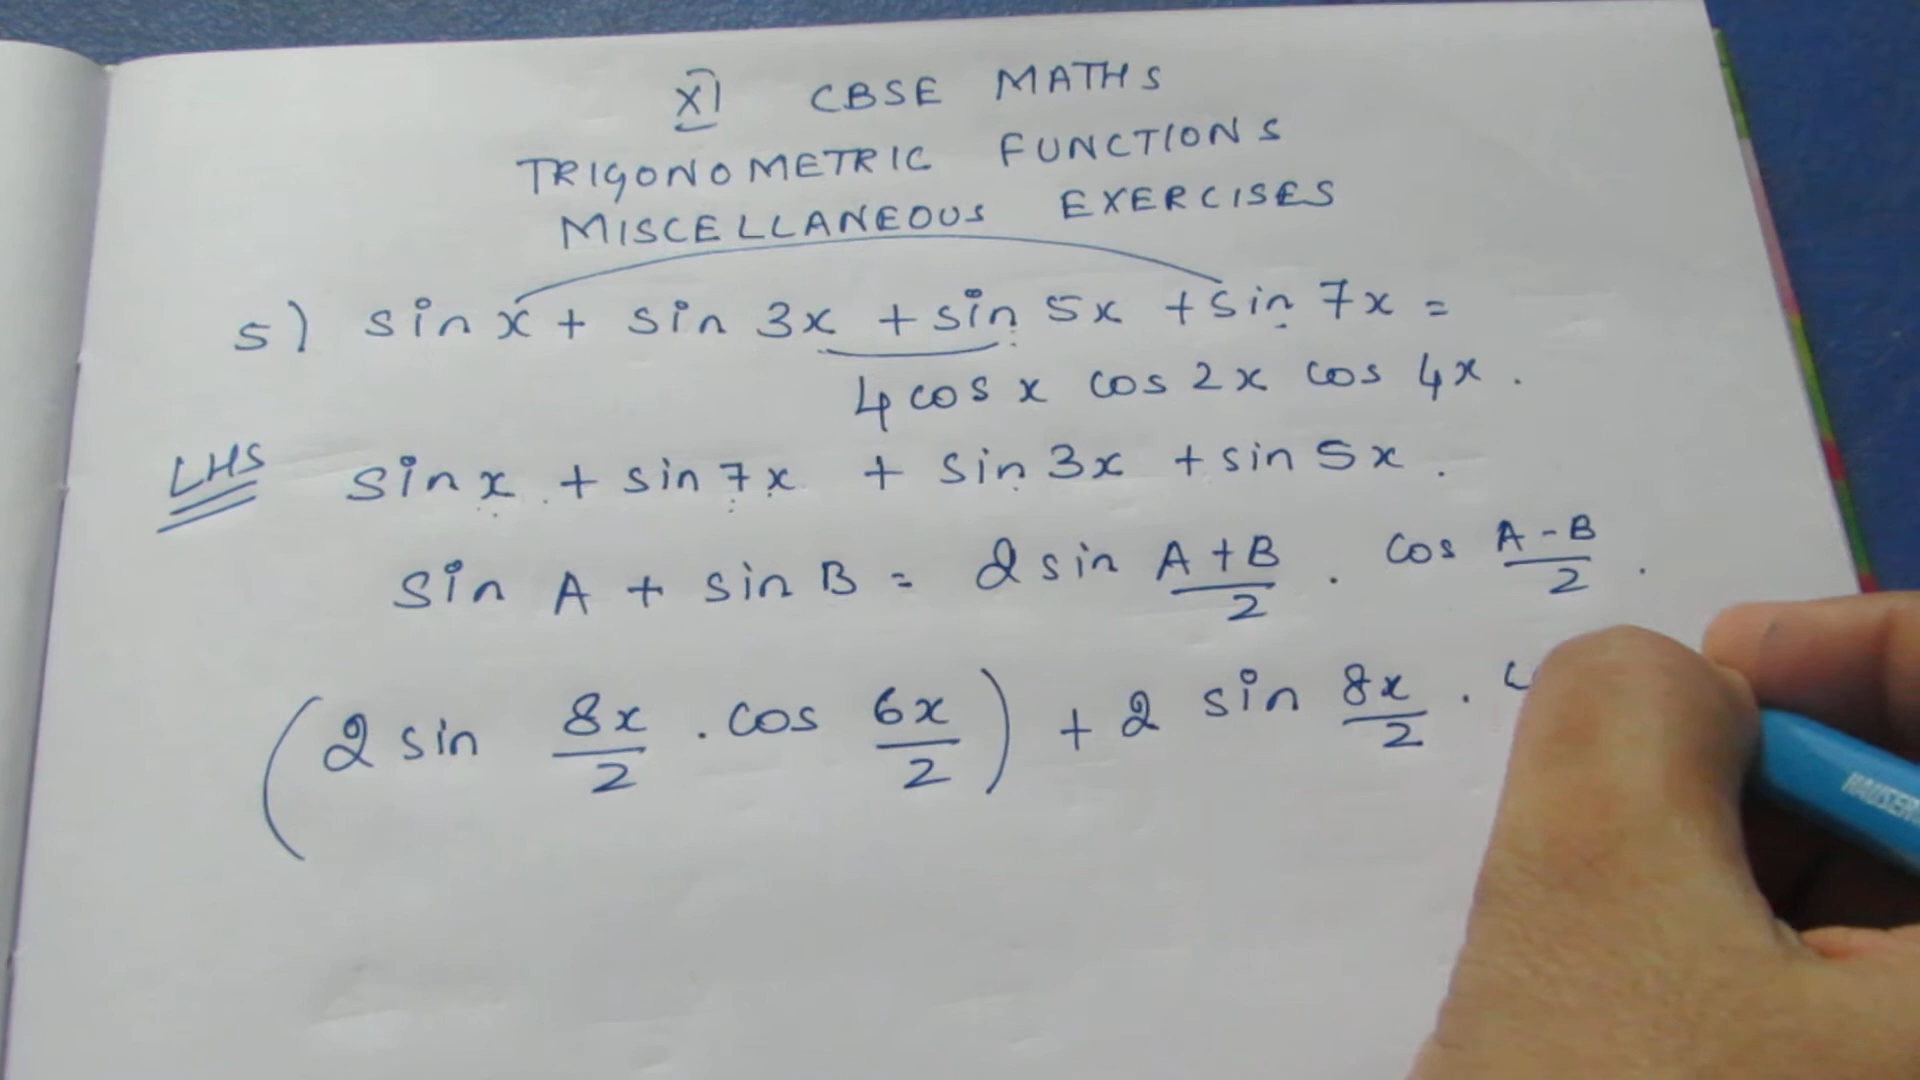 XI CBSE MATHS
TRIGONOMETRIC FUNCTIONS
MISCELLANEOUS EXERCISES
5) sin x + sin 3x + sin 5x + sin 7x =
4 cos x cos 2x cos 4x .
LHS sin x + sin 7x + sin 3x + sin 5x .
sin A + sin B = 2 sin A + B / 2 . cos A - B / 2 .
( 2 sin 8x / 2 . cos 6x / 2 ) + 2 sin 8x / 2 .